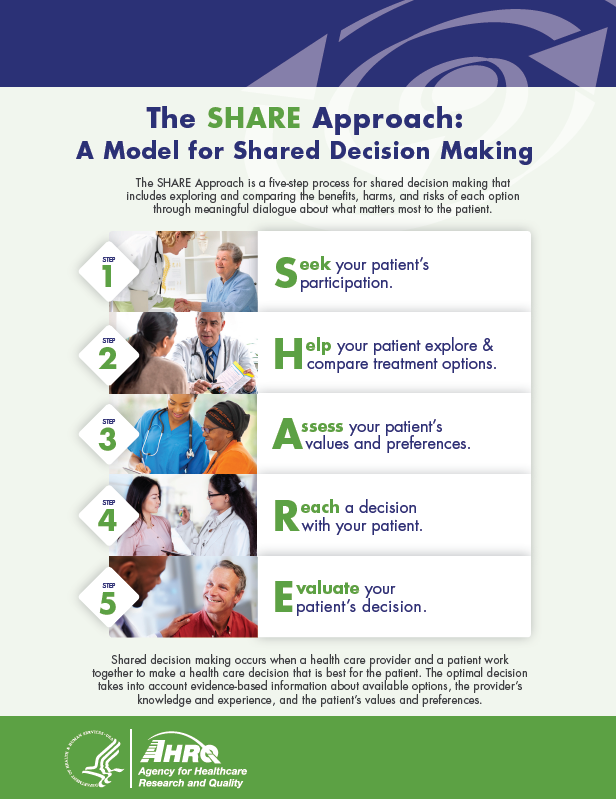 The SHARE Approach:
A Model for Shared Decision Making
The SHARE Approach is a five-step process for shared decision making that
includes exploring and comparing the benefits, harms, and risks of each option
through meaningful dialogue about what matters most to the patient.
STEP
1
Seek your patient's
participation.
STEP
2
Help your patient explore &
compare treatment options.
STEP
3
Assess your patient's
values and preferences.
STEP
4
Reach a decision
with your patient.
STEP
5
Evaluate your
patient's decision.
Shared decision making occurs when a health care provider and a patient work
together to make a health care decision that is best for the patient. The optimal decision
takes into account evidence-based information about available options, the provider's
knowledge and experience, and the patient's values and preferences.
DEPARTMENT OF HEALTH & HUMAN SERVICES • USA
AHRQ
Agency for Healthcare
Research and Quality